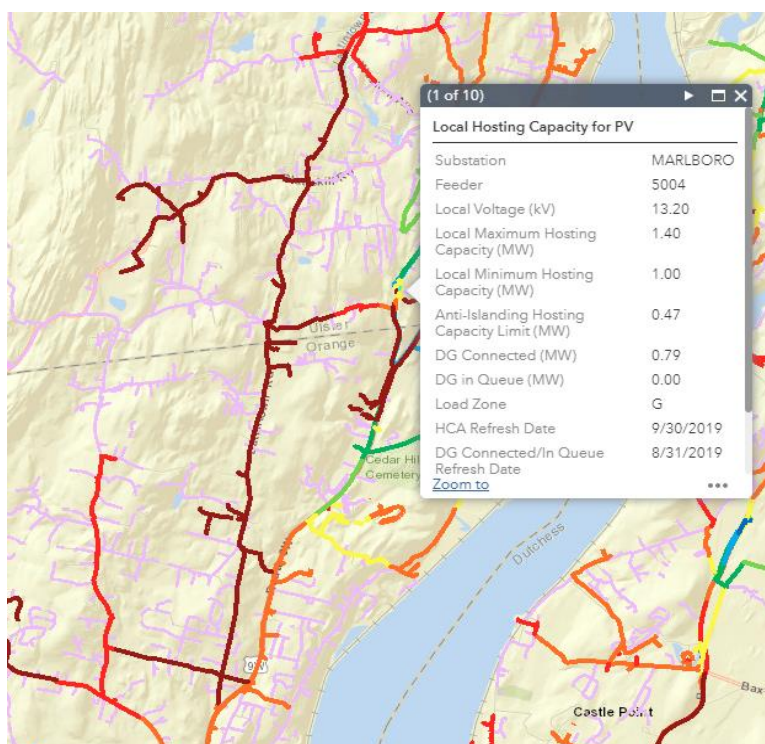 (1 of 10)
Local Hosting Capacity for PV
Substation MARLBORO
Feeder 5004
Local Voltage (kV) 13.20
Local Maximum Hosting
Capacity (MW) 1.40
Local Minimum Hosting
Capacity (MW) 1.00
Anti-Islanding Hosting
Capacity Limit (MW) 0.47
DG Connected (MW) 0.79
DG in Queue (MW) 0.00
Load Zone G
HCA Refresh Date 9/30/2019
DG Connected/In Queue
Refresh Date 8/31/2019
Zoom to
Ulster
Orange
Cedar Hil
Cemetery
Dutchess
9W
Castle Point
Bax